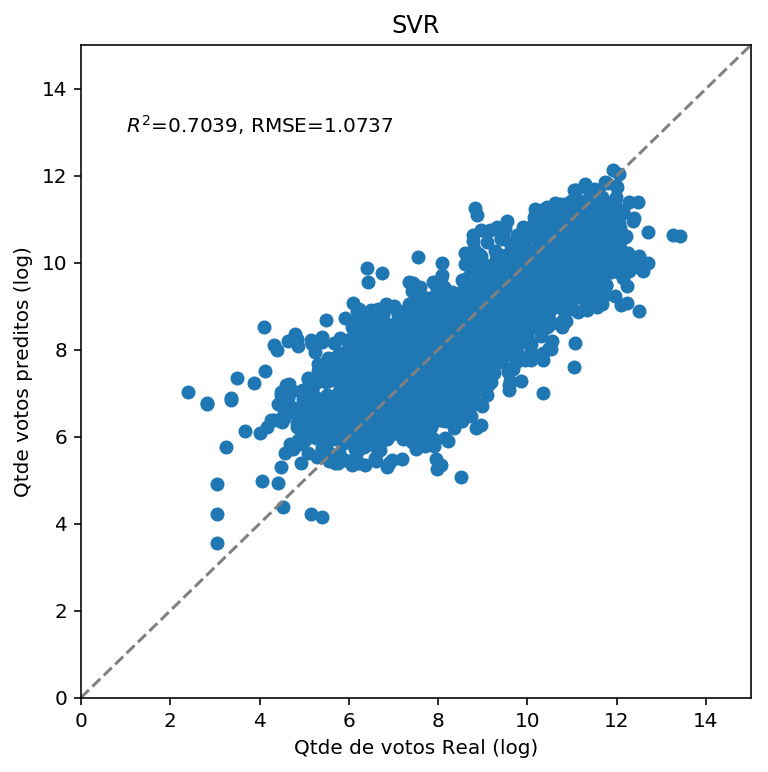 SVR
R²=0.7039, RMSE=1.0737
Qtde votos preditos (log)
14
12
10
8
6
4
2
0
0 2 4 6 8 10 12 14
Qtde de votos Real (log)